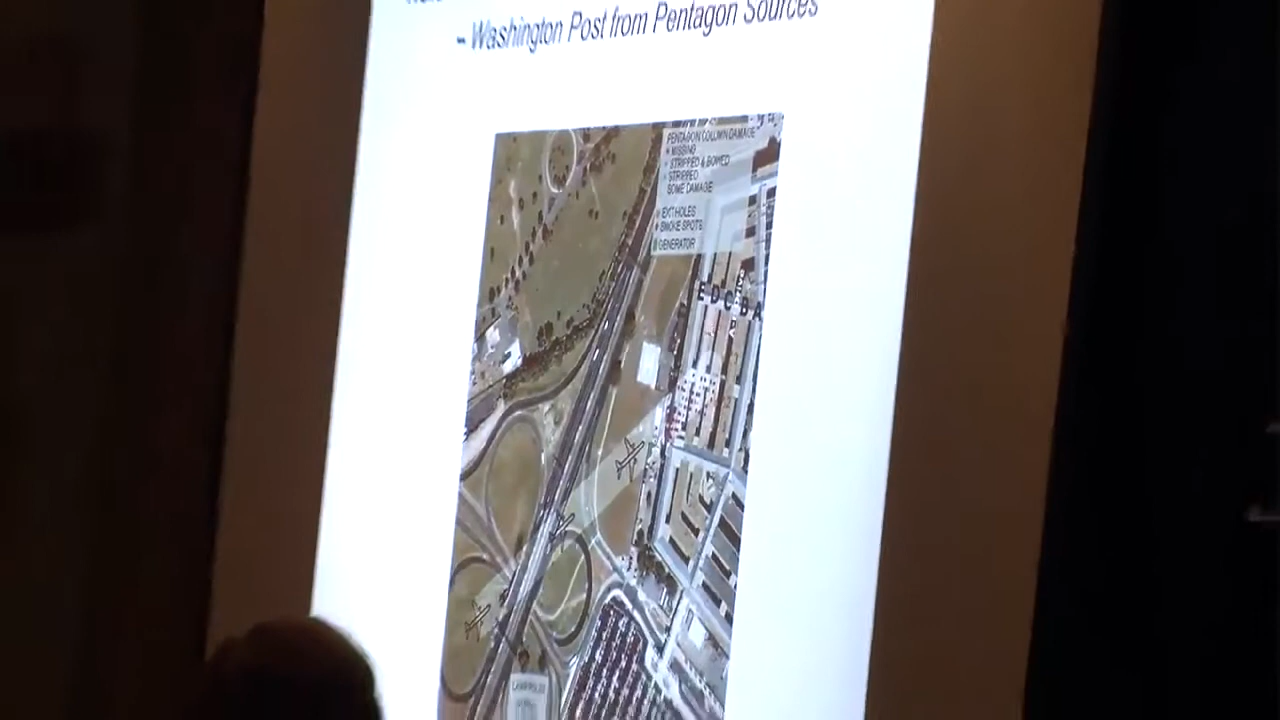 – Washington Post from Pentagon Sources
PENTAGON COLUMN DAMAGE
MISSING
STRIPPED & BOWED
STRIPPED
SOME DAMAGE
EXIT HOLES
SMOKE SPOTS
GENERATOR
E D C B A